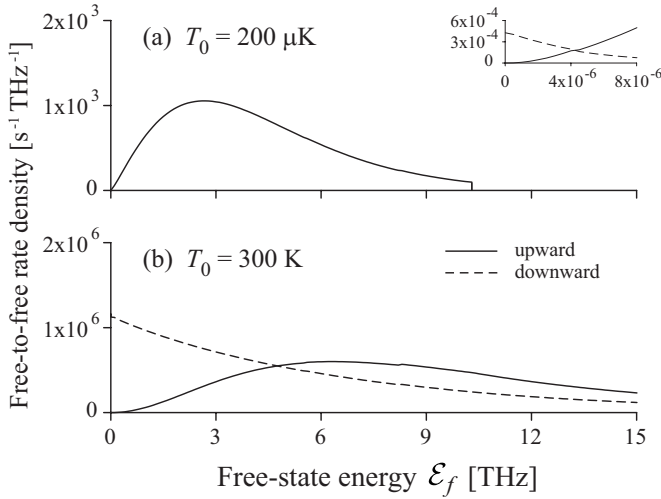 Free-to-free rate density [s⁻¹ THz⁻¹]
2x10³
1x10³
0
(a) T₀ = 200 μK
6x10⁻⁴
3x10⁻⁴
0
0 4x10⁻⁶ 8x10⁻⁶
2x10⁶
1x10⁶
0
(b) T₀ = 300 K
upward
downward
0 3 6 9 12 15
Free-state energy ℰ_f [THz]